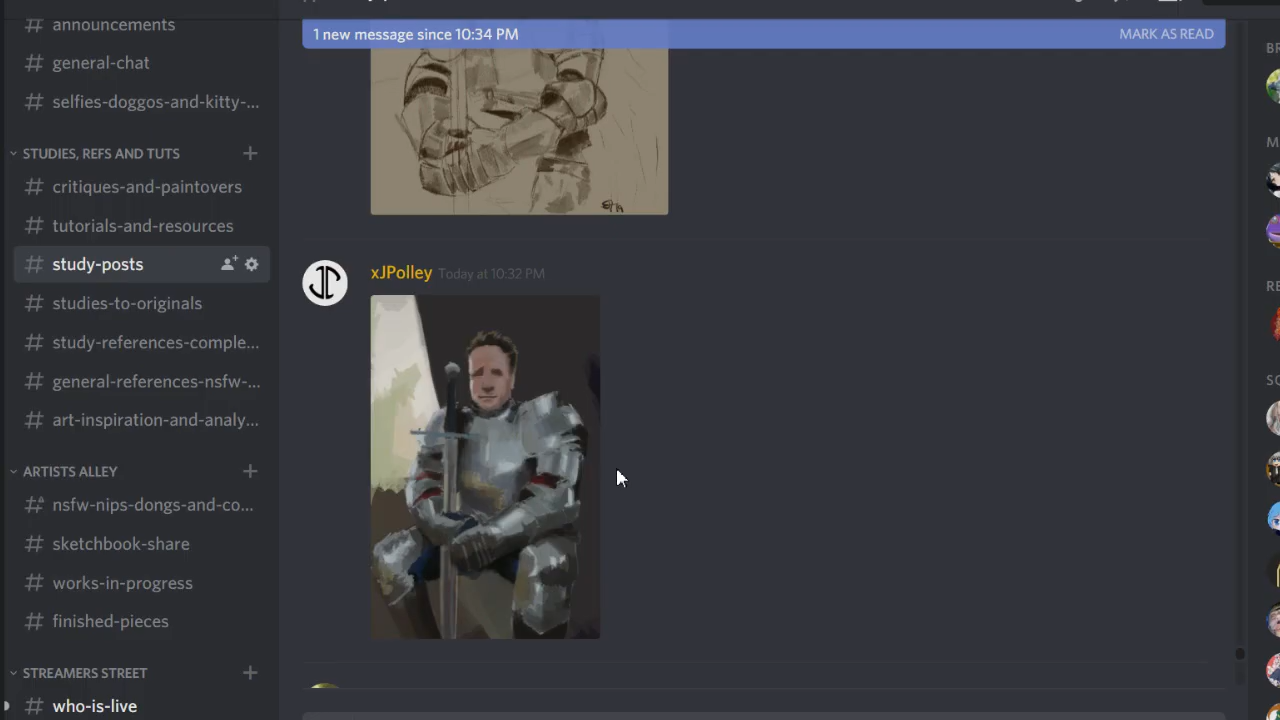 announcements
general-chat
selfies-doggos-and-kitty-...
STUDIES, REFS AND TUTS
critiques-and-paintovers
tutorials-and-resources
study-posts
studies-to-originals
study-references-comple...
general-references-nsfw-...
art-inspiration-and-analy...
ARTISTS ALLEY
nsfw-nips-dongs-and-co...
sketchbook-share
works-in-progress
finished-pieces
STREAMERS STREET
who-is-live
1 new message since 10:34 PM MARK AS READ
xJPolley Today at 10:32 PM